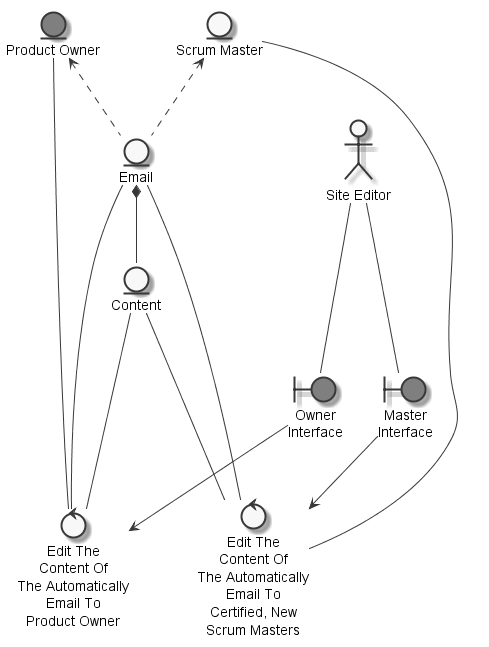 Product Owner
Scrum Master
Email
Site Editor
Content
Owner
Interface
Master
Interface
Edit The
Content Of
The Automatically
Email To
Product Owner
Edit The
Content Of
The Automatically
Email To
Certified, New
Scrum Masters